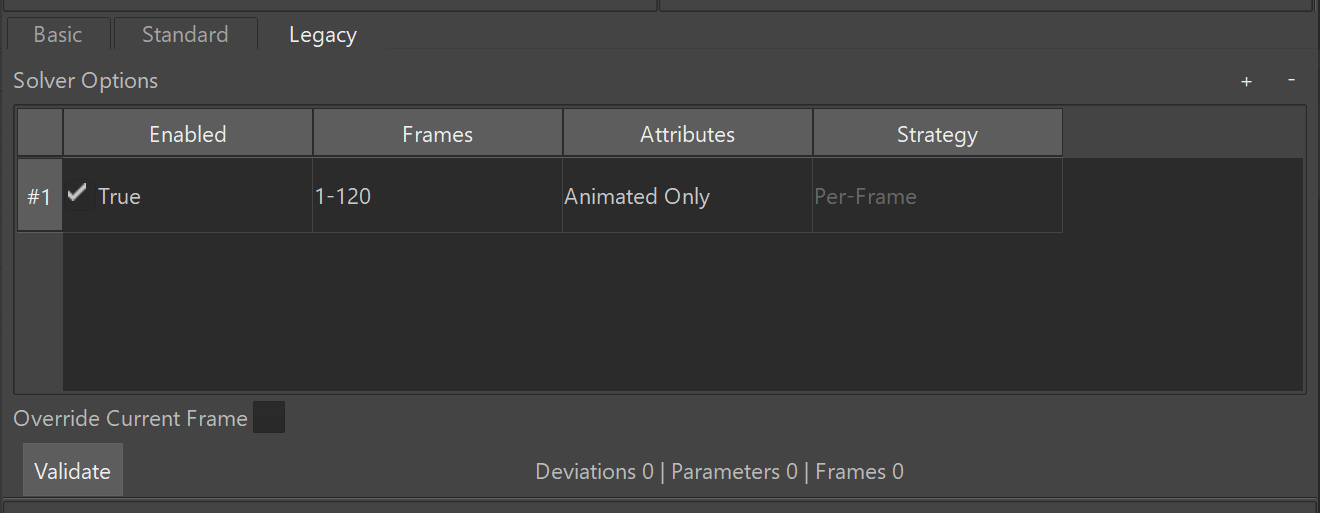 Basic Standard Legacy
Solver Options + -
Enabled Frames Attributes Strategy
#1 True 1-120 Animated Only Per-Frame
Override Current Frame
Validate Deviations 0 | Parameters 0 | Frames 0